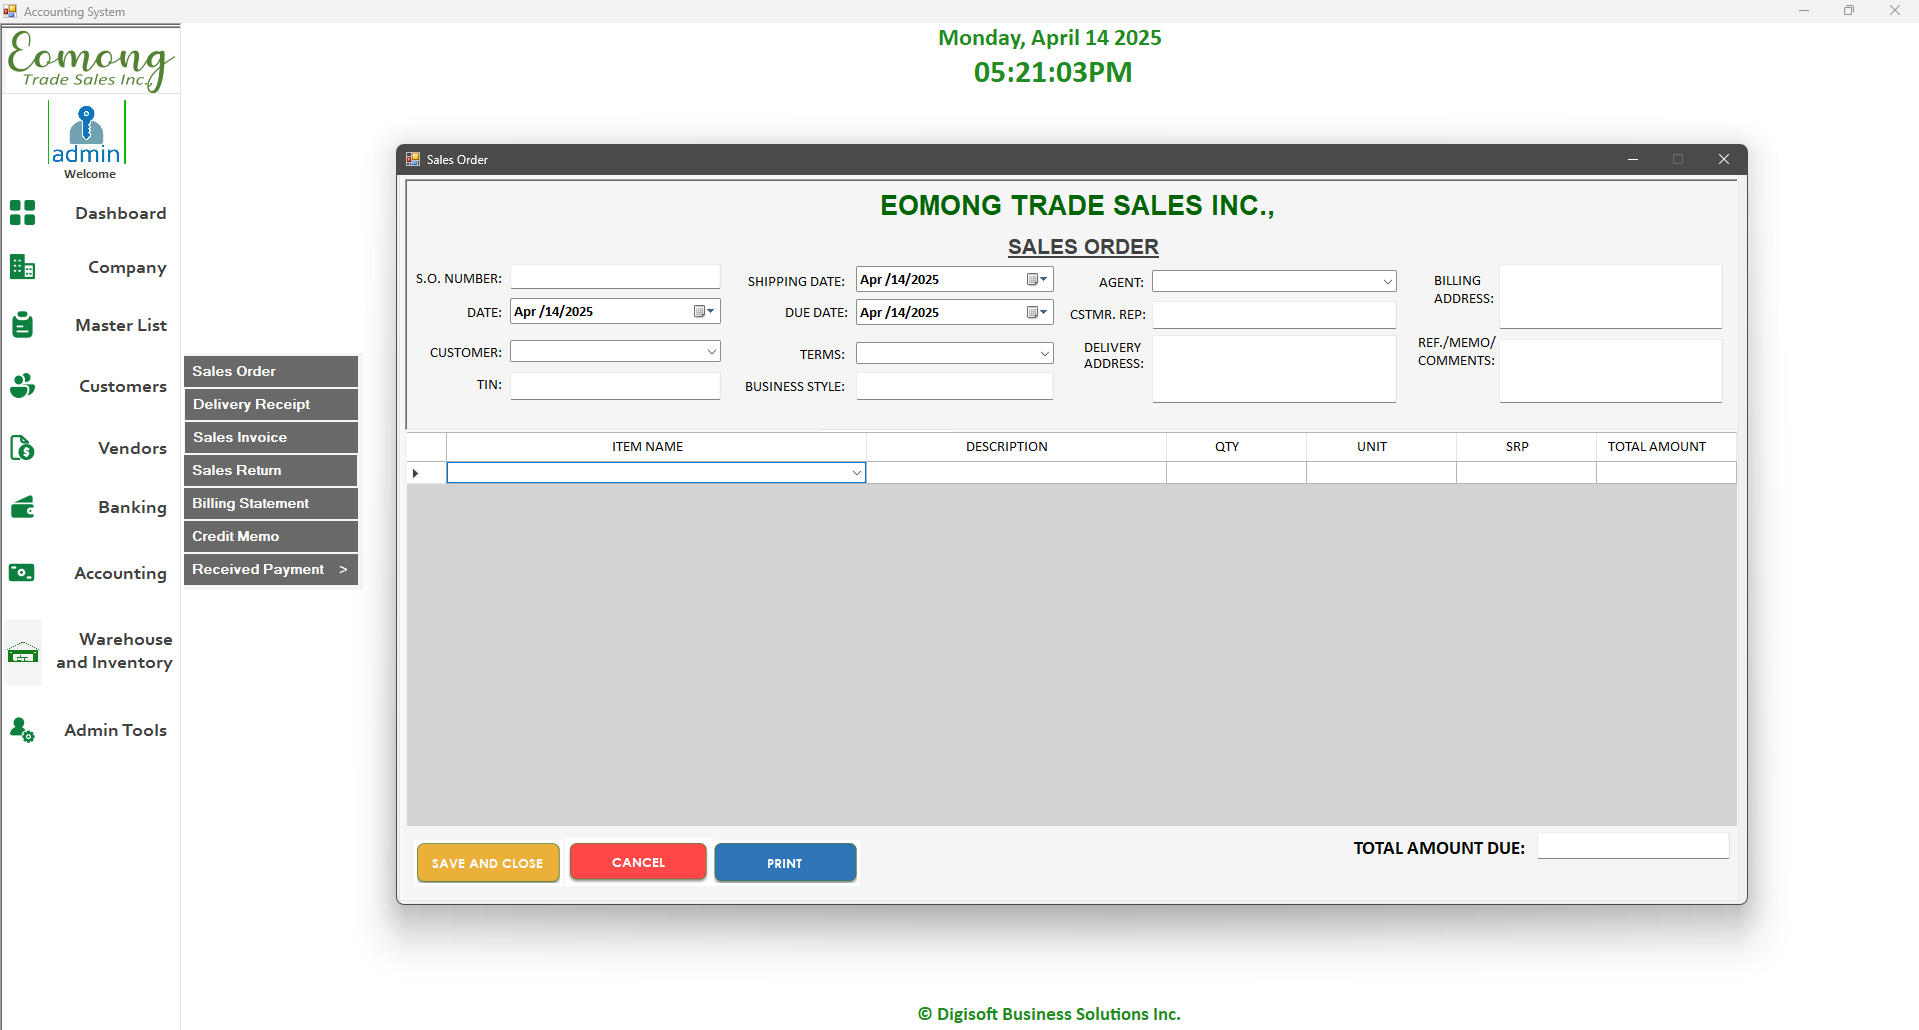 Accounting System
Eomong
Trade Sales Inc.,
admin
Welcome
Dashboard
Company
Master List
Customers
Vendors
Banking
Accounting
Warehouse
and Inventory
Admin Tools
Sales Order
Delivery Receipt
Sales Invoice
Sales Return
Billing Statement
Credit Memo
Received Payment >
Monday, April 14 2025
05:21:03PM
Sales Order
EOMONG TRADE SALES INC.,
SALES ORDER
S.O. NUMBER:
DATE: Apr /14/2025
CUSTOMER:
TIN:
SHIPPING DATE: Apr /14/2025
DUE DATE: Apr /14/2025
TERMS:
BUSINESS STYLE:
AGENT:
CSTMR. REP:
DELIVERY
ADDRESS:
BILLING
ADDRESS:
REF./MEMO/
COMMENTS:
ITEM NAME DESCRIPTION QTY UNIT SRP TOTAL AMOUNT
SAVE AND CLOSE CANCEL PRINT
TOTAL AMOUNT DUE:
© Digisoft Business Solutions Inc.